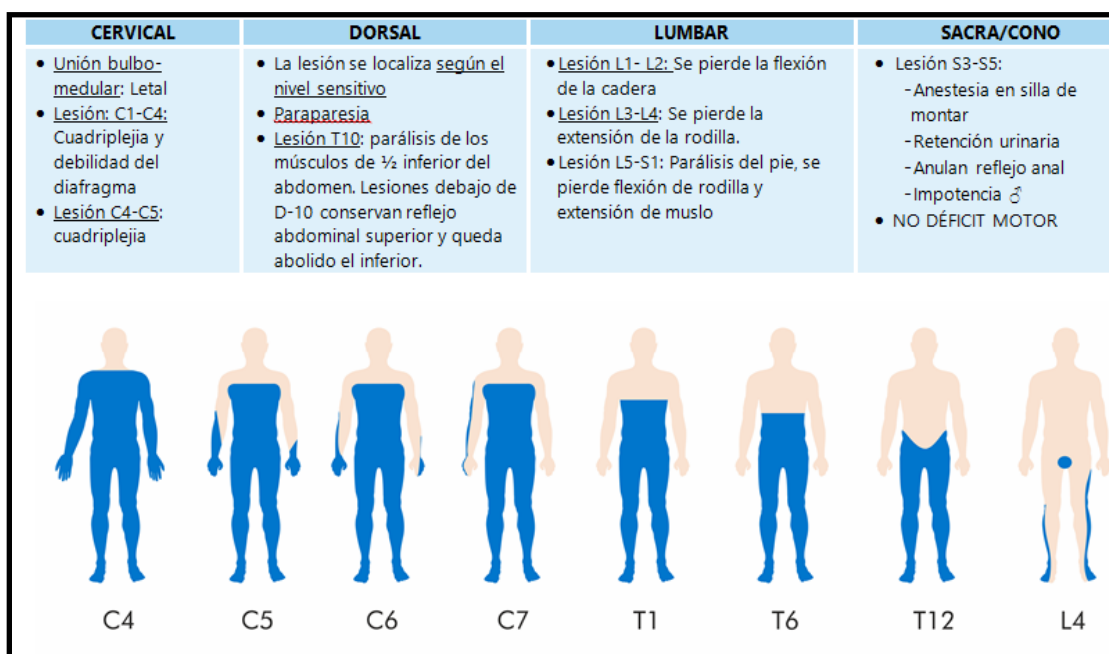 CERVICAL
• Unión bulbo-
medular: Letal
• Lesión: C1-C4:
Cuadriplejia y
debilidad del
diafragma
• Lesión C4-C5:
cuadriplejia
DORSAL
• La lesión se localiza según el
nivel sensitivo
• Paraparesia
• Lesión T10: parálisis de los
músculos de ½ inferior del
abdomen. Lesiones debajo de
D-10 conservan reflejo
abdominal superior y queda
abolido el inferior.
LUMBAR
• Lesión L1- L2: Se pierde la flexión
de la cadera
• Lesión L3-L4: Se pierde la
extensión de la rodilla.
• Lesión L5-S1: Parálisis del pie, se
pierde flexión de rodilla y
extensión de muslo
SACRA/CONO
• Lesión S3-S5:
-Anestesia en silla de
montar
-Retención urinaria
-Anulan reflejo anal
-Impotencia ♂
• NO DÉFICIT MOTOR
C4 C5 C6 C7 T1 T6 T12 L4